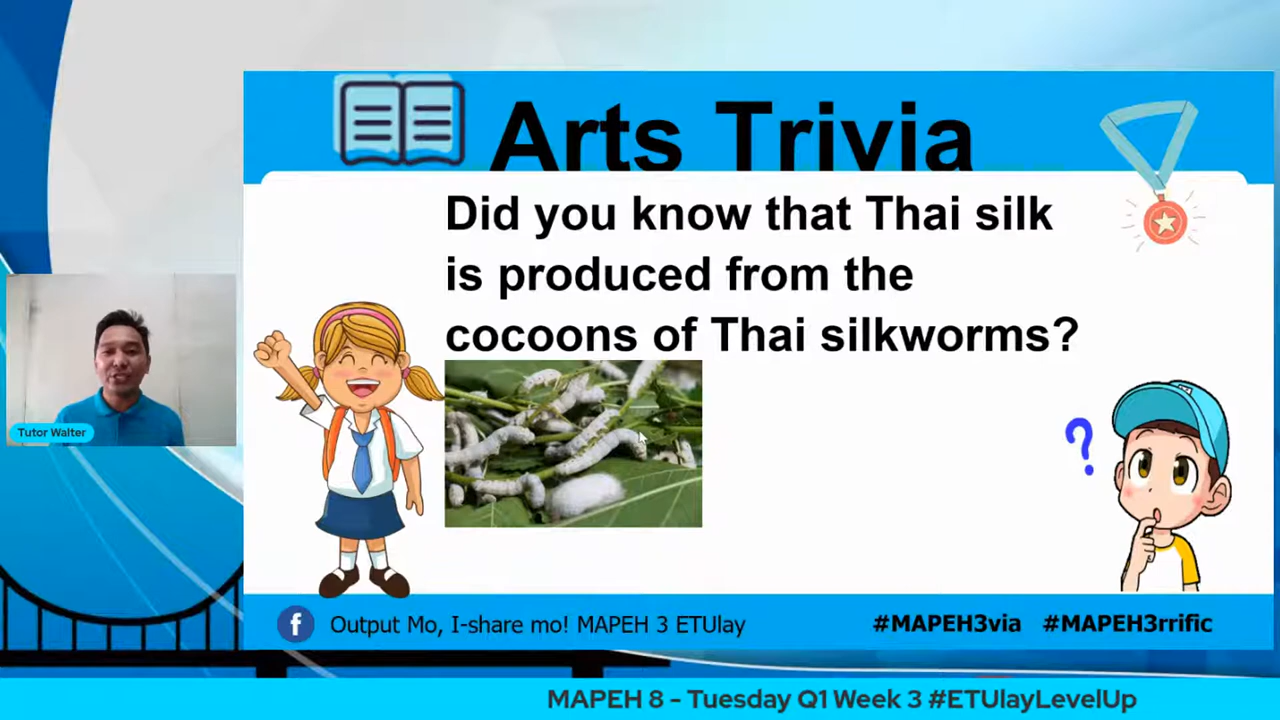 Arts Trivia
Did you know that Thai silk
is produced from the
cocoons of Thai silkworms?
Tutor Walter
?
f Output Mo, I-share mo! MAPEH 3 ETUlay #MAPEH3via #MAPEH3rrific
MAPEH 8 - Tuesday Q1 Week 3 #ETUlayLevelUp